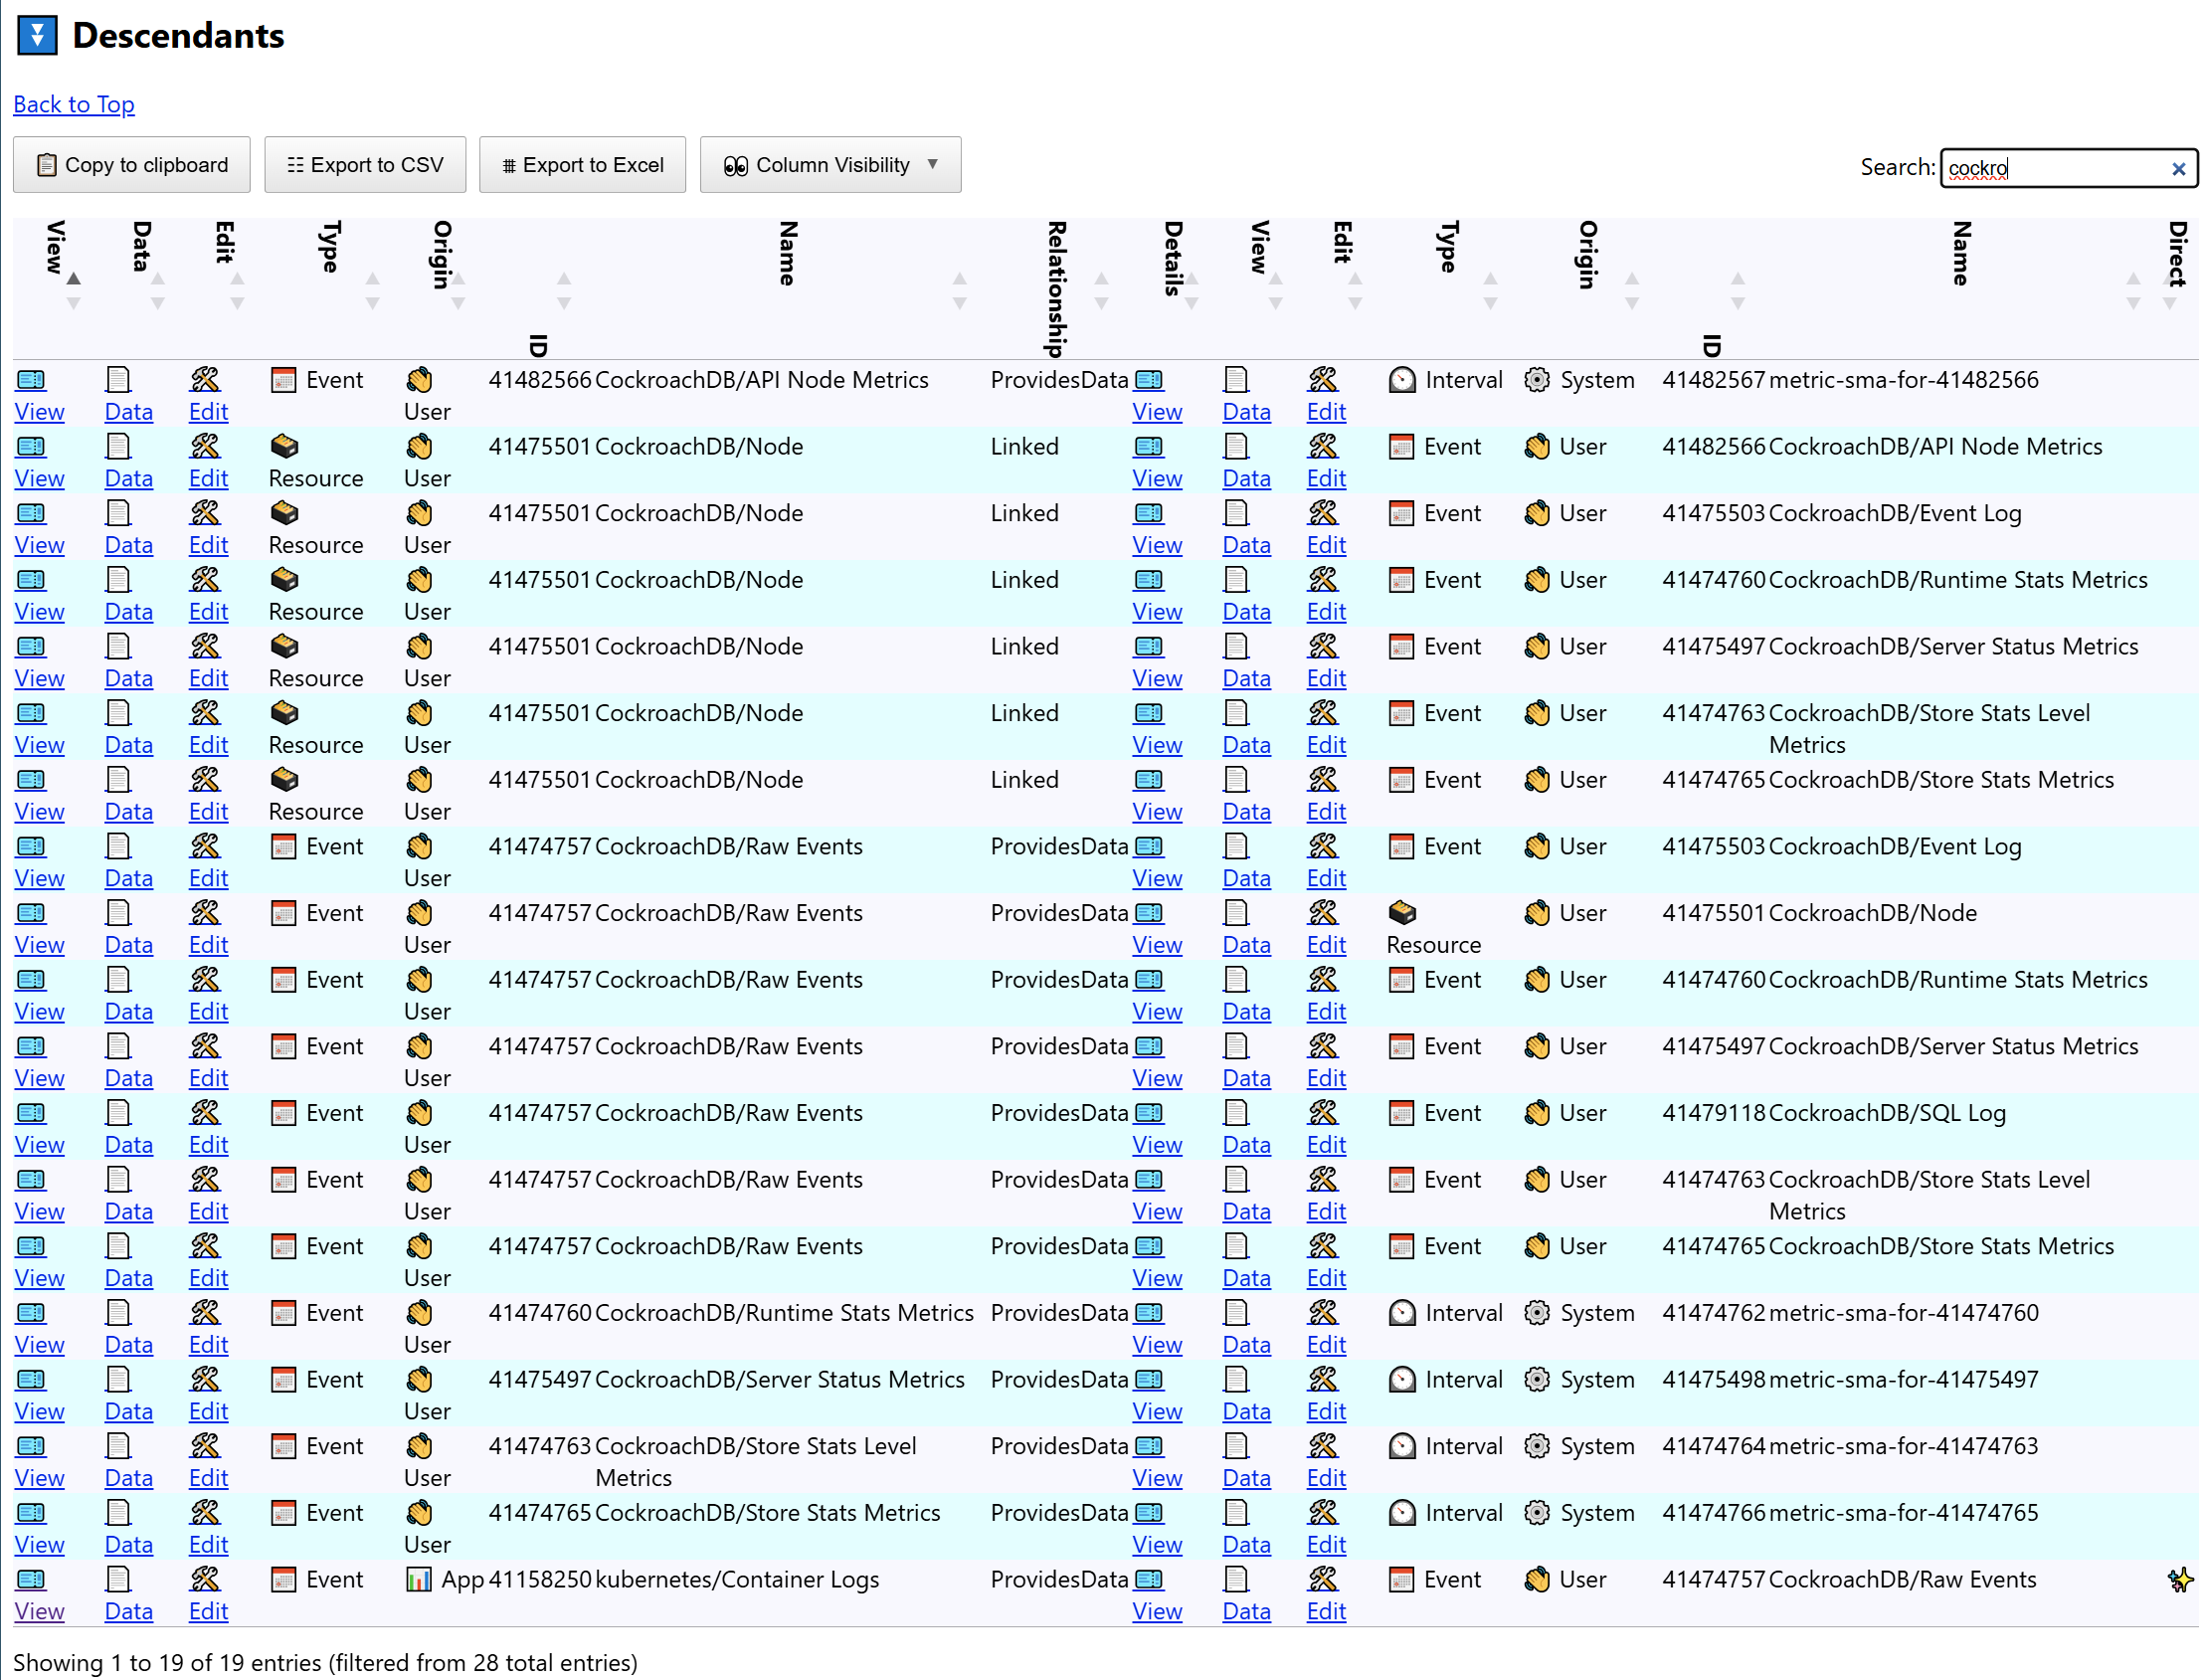 Descendants
Back to Top
Copy to clipboard Export to CSV Export to Excel Column Visibility ▼ Search: cockro ×
View Data Edit Type Origin ID Name Relationship Details View Edit Type Origin ID Name Direct
View Data Edit Event User 41482566 CockroachDB/API Node Metrics ProvidesData View Data Edit Interval System 41482567 metric-sma-for-41482566
View Data Edit Resource User 41475501 CockroachDB/Node Linked View Data Edit Event User 41482566 CockroachDB/API Node Metrics
View Data Edit Resource User 41475501 CockroachDB/Node Linked View Data Edit Event User 41475503 CockroachDB/Event Log
View Data Edit Resource User 41475501 CockroachDB/Node Linked View Data Edit Event User 41474760 CockroachDB/Runtime Stats Metrics
View Data Edit Resource User 41475501 CockroachDB/Node Linked View Data Edit Event User 41475497 CockroachDB/Server Status Metrics
View Data Edit Resource User 41475501 CockroachDB/Node Linked View Data Edit Event User 41474763 CockroachDB/Store Stats Level Metrics
View Data Edit Resource User 41475501 CockroachDB/Node Linked View Data Edit Event User 41474765 CockroachDB/Store Stats Metrics
View Data Edit Event User 41474757 CockroachDB/Raw Events ProvidesData View Data Edit Event User 41475503 CockroachDB/Event Log
View Data Edit Event User 41474757 CockroachDB/Raw Events ProvidesData View Data Edit Resource User 41475501 CockroachDB/Node
View Data Edit Event User 41474757 CockroachDB/Raw Events ProvidesData View Data Edit Event User 41474760 CockroachDB/Runtime Stats Metrics
View Data Edit Event User 41474757 CockroachDB/Raw Events ProvidesData View Data Edit Event User 41475497 CockroachDB/Server Status Metrics
View Data Edit Event User 41474757 CockroachDB/Raw Events ProvidesData View Data Edit Event User 41479118 CockroachDB/SQL Log
View Data Edit Event User 41474757 CockroachDB/Raw Events ProvidesData View Data Edit Event User 41474763 CockroachDB/Store Stats Level Metrics
View Data Edit Event User 41474757 CockroachDB/Raw Events ProvidesData View Data Edit Event User 41474765 CockroachDB/Store Stats Metrics
View Data Edit Event User 41474760 CockroachDB/Runtime Stats Metrics ProvidesData View Data Edit Interval System 41474762 metric-sma-for-41474760
View Data Edit Event User 41475497 CockroachDB/Server Status Metrics ProvidesData View Data Edit Interval System 41475498 metric-sma-for-41475497
View Data Edit Event User 41474763 CockroachDB/Store Stats Level Metrics ProvidesData View Data Edit Interval System 41474764 metric-sma-for-41474763
View Data Edit Event User 41474765 CockroachDB/Store Stats Metrics ProvidesData View Data Edit Interval System 41474766 metric-sma-for-41474765
View Data Edit Event App 41158250 kubernetes/Container Logs ProvidesData View Data Edit Event User 41474757 CockroachDB/Raw Events
Showing 1 to 19 of 19 entries (filtered from 28 total entries)